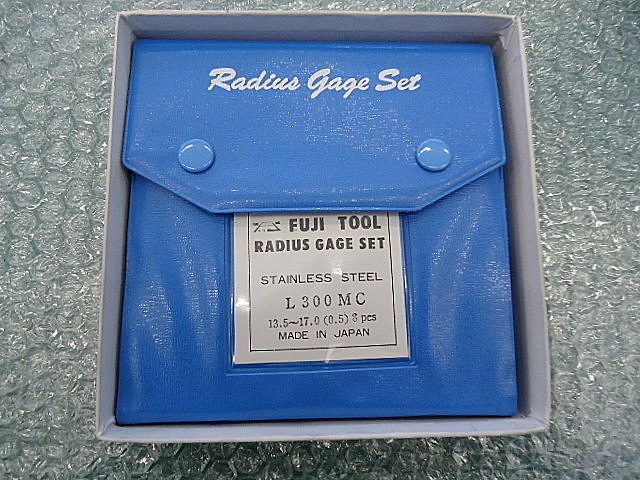 Radius Gage Set
FUJI TOOL
RADIUS GAGE SET
STAINLESS STEEL
L 300 MC
13.5~17.0 (0.5) 8 pcs
MADE IN JAPAN